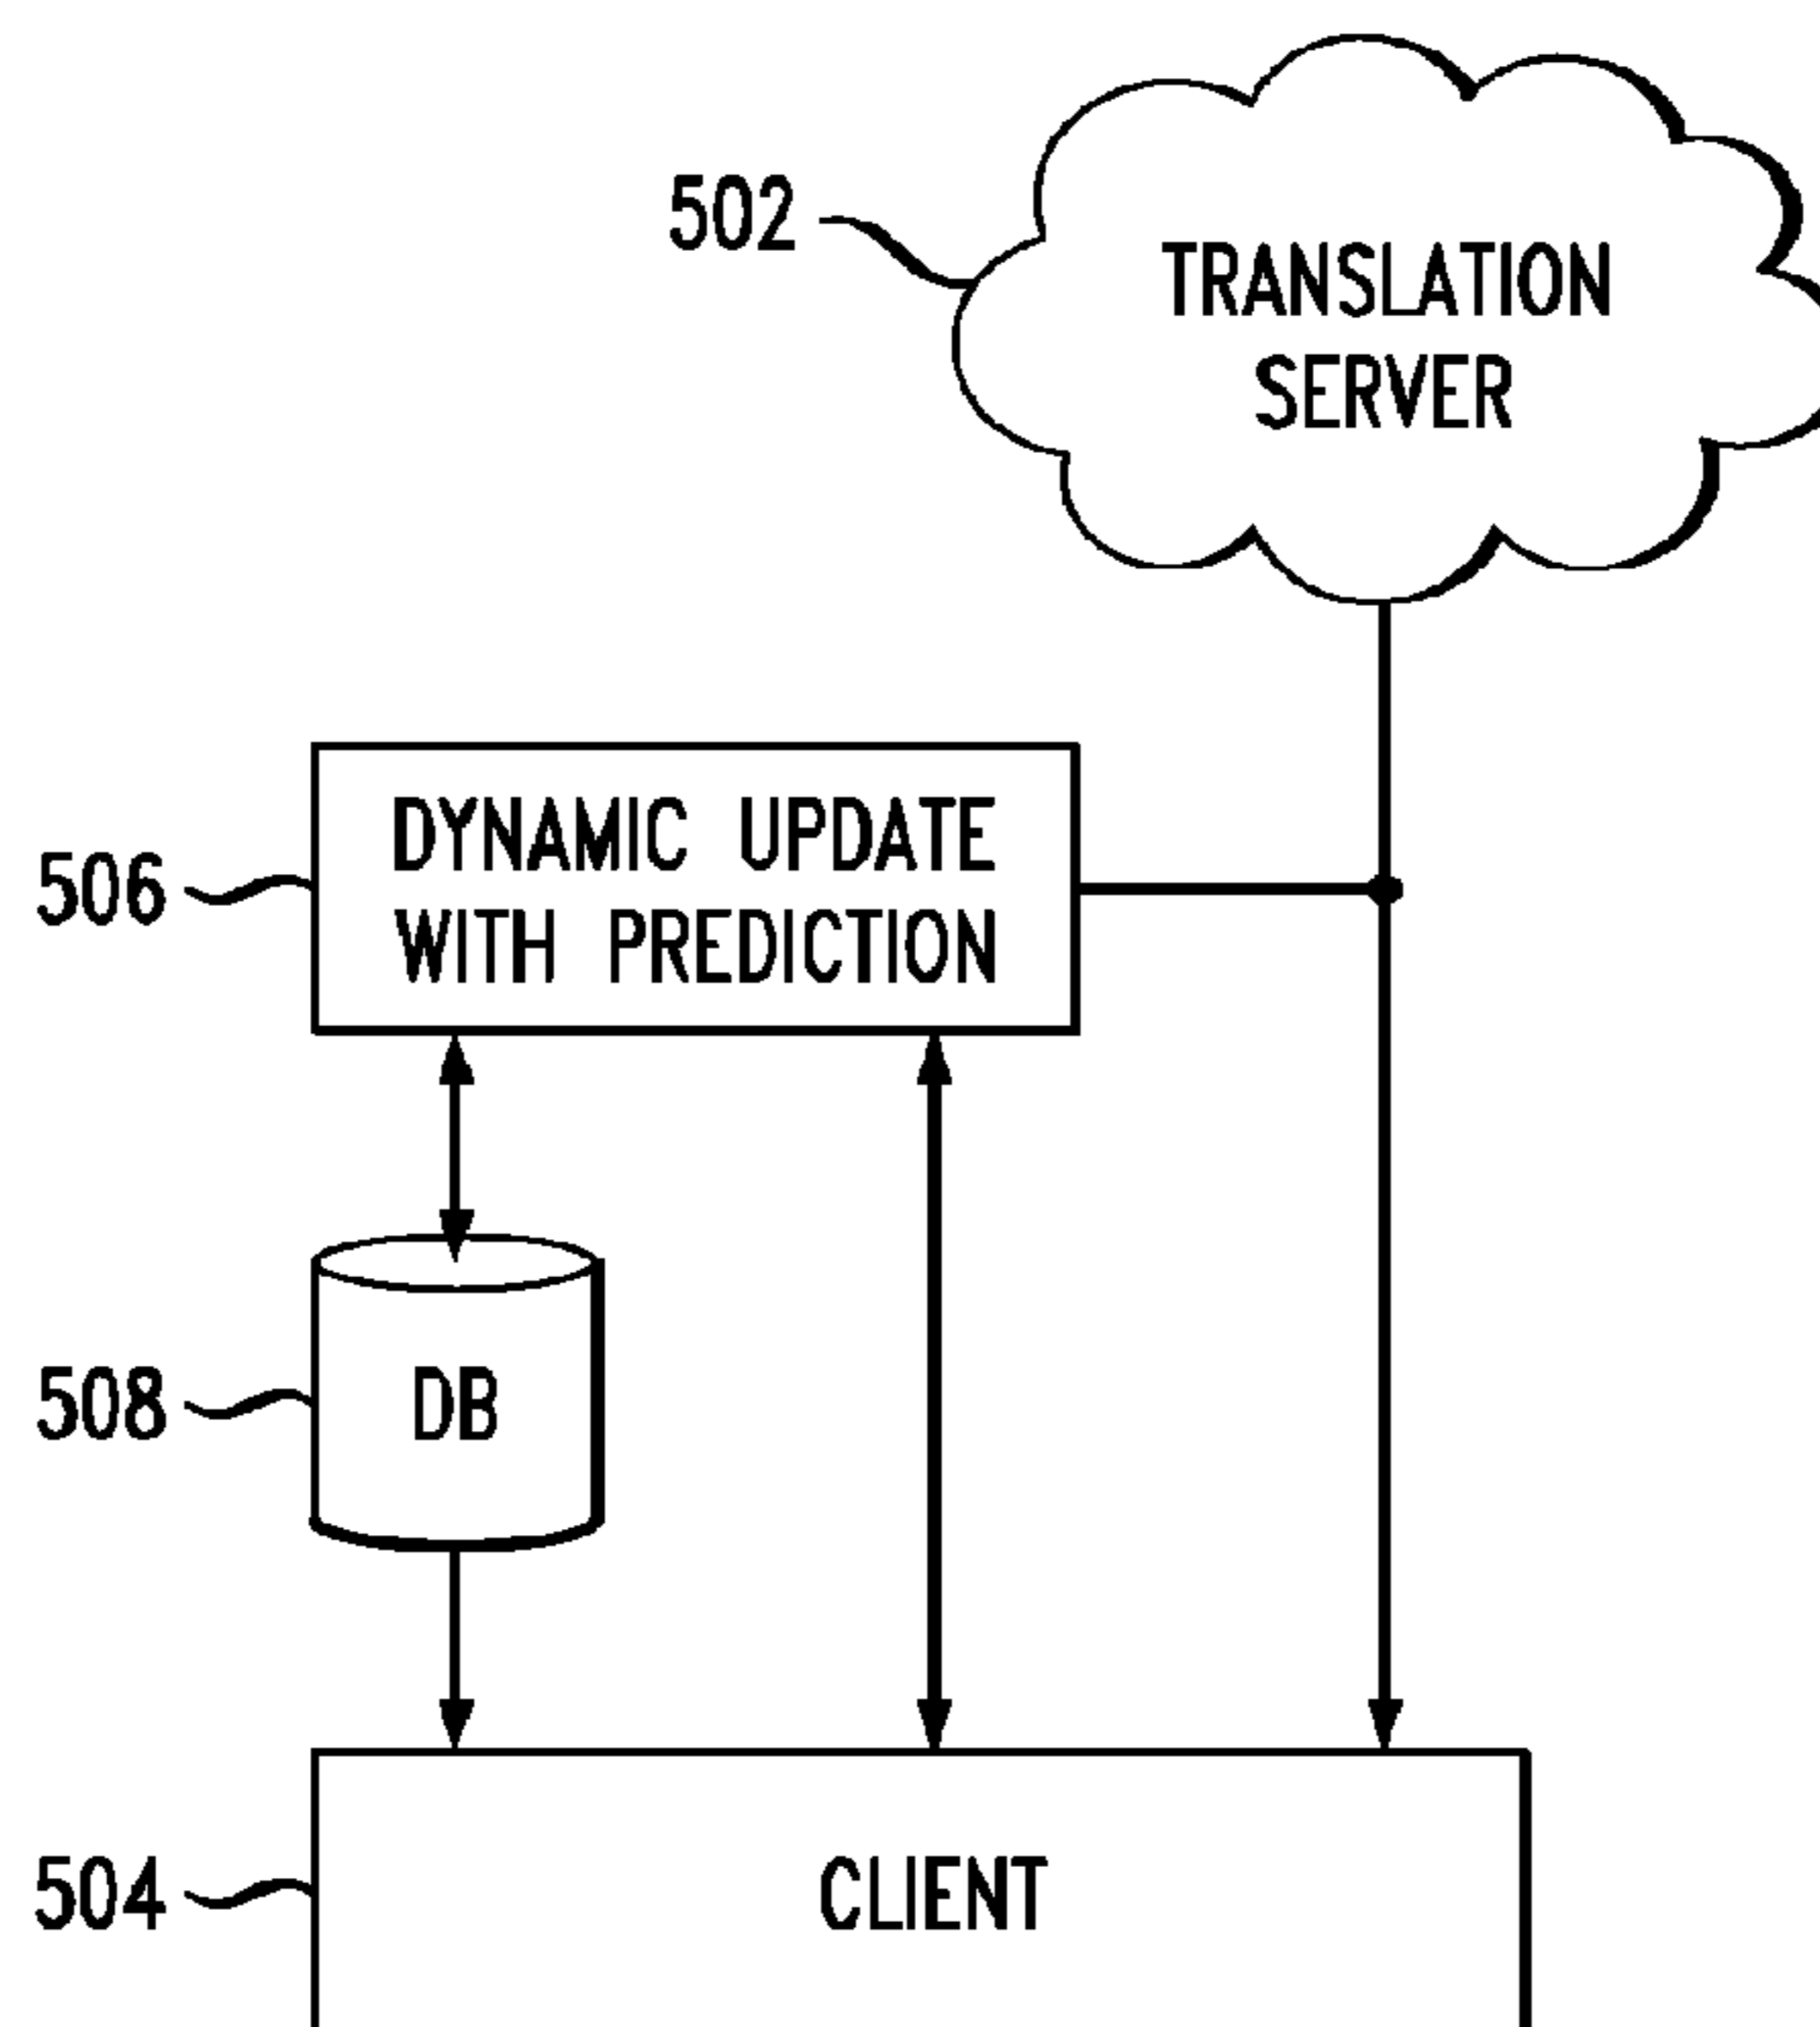 502
TRANSLATION
SERVER
506
DYNAMIC UPDATE
WITH PREDICTION
508
DB
504
CLIENT